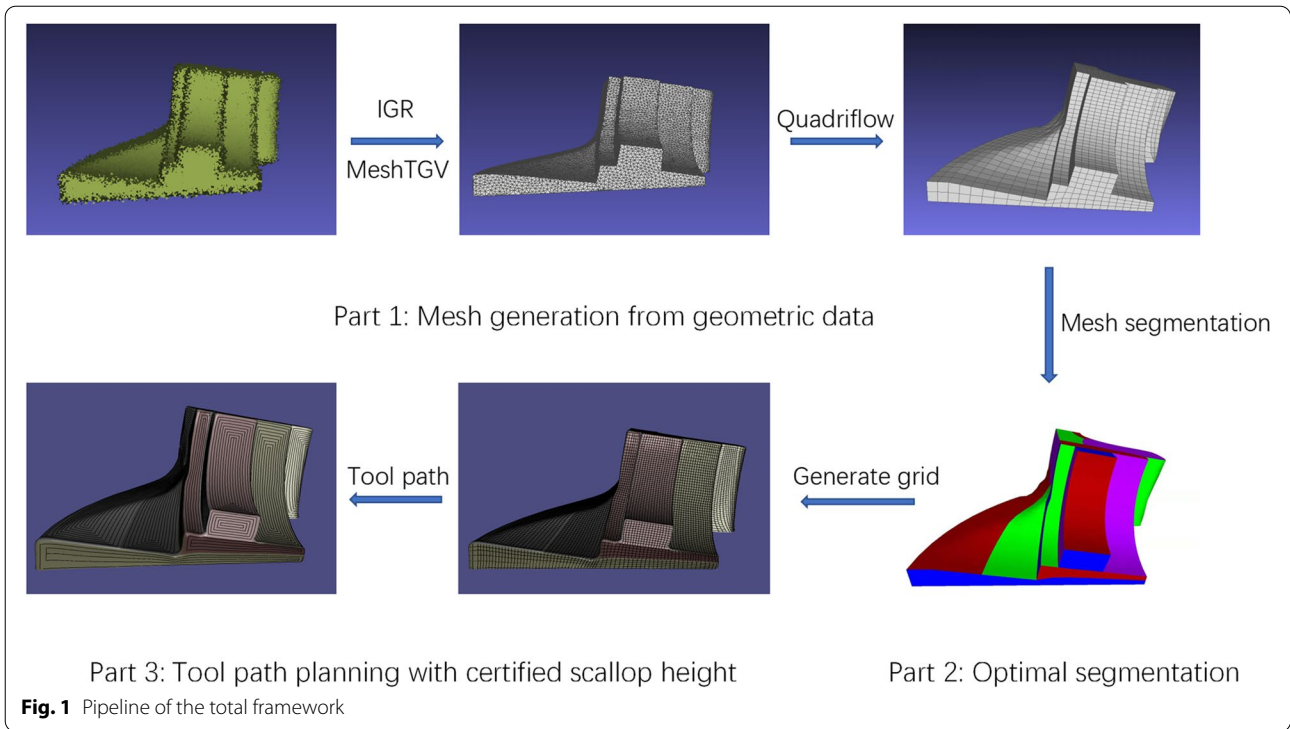 IGR
MeshTGV
Quadriflow
Part 1: Mesh generation from geometric data
Mesh segmentation
Tool path
Generate grid
Part 3: Tool path planning with certified scallop height
Part 2: Optimal segmentation
Fig. 1 Pipeline of the total framework